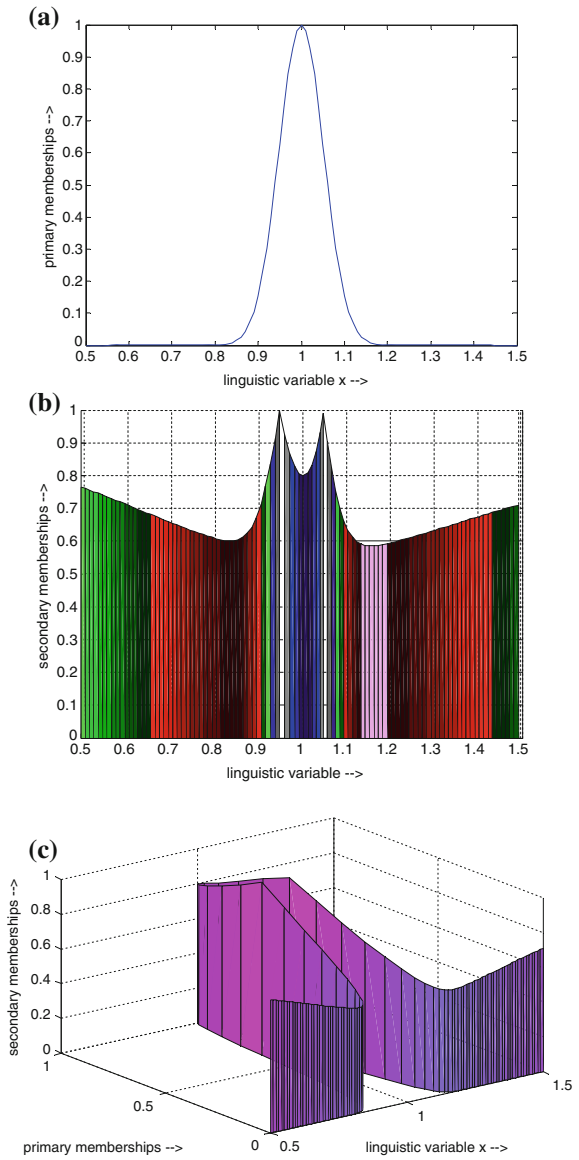 (a)
1
0.9
0.8
0.7
0.6
0.5
0.4
0.3
0.2
0.1
0
primary memberships -->
0.5 0.6 0.7 0.8 0.9 1 1.1 1.2 1.3 1.4 1.5
linguistic variable x -->
(b)
1
0.9
0.8
0.7
0.6
0.5
0.4
0.3
0.2
0.1
0
secondary memberships -->
0.5 0.6 0.7 0.8 0.9 1 1.1 1.2 1.3 1.4 1.5
linguistic variable -->
(c)
1
0.8
0.6
0.4
0.2
0
secondary memberships -->
1
0.5
0
primary memberships -->
0.5
1
1.5
linguistic variable x -->